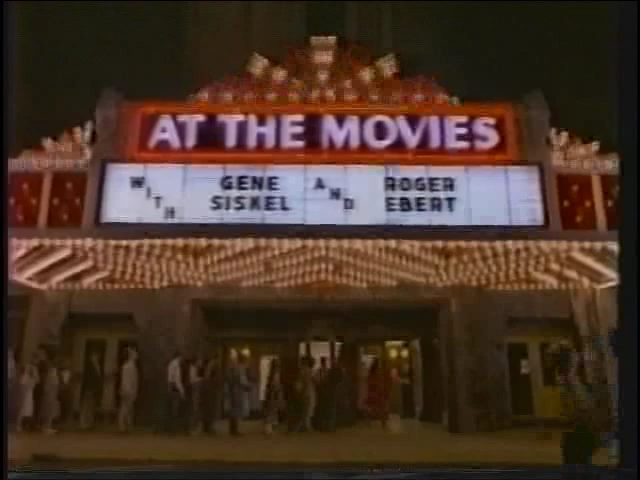 AT THE MOVIES
WITH GENE SISKEL AND ROGER EBERT